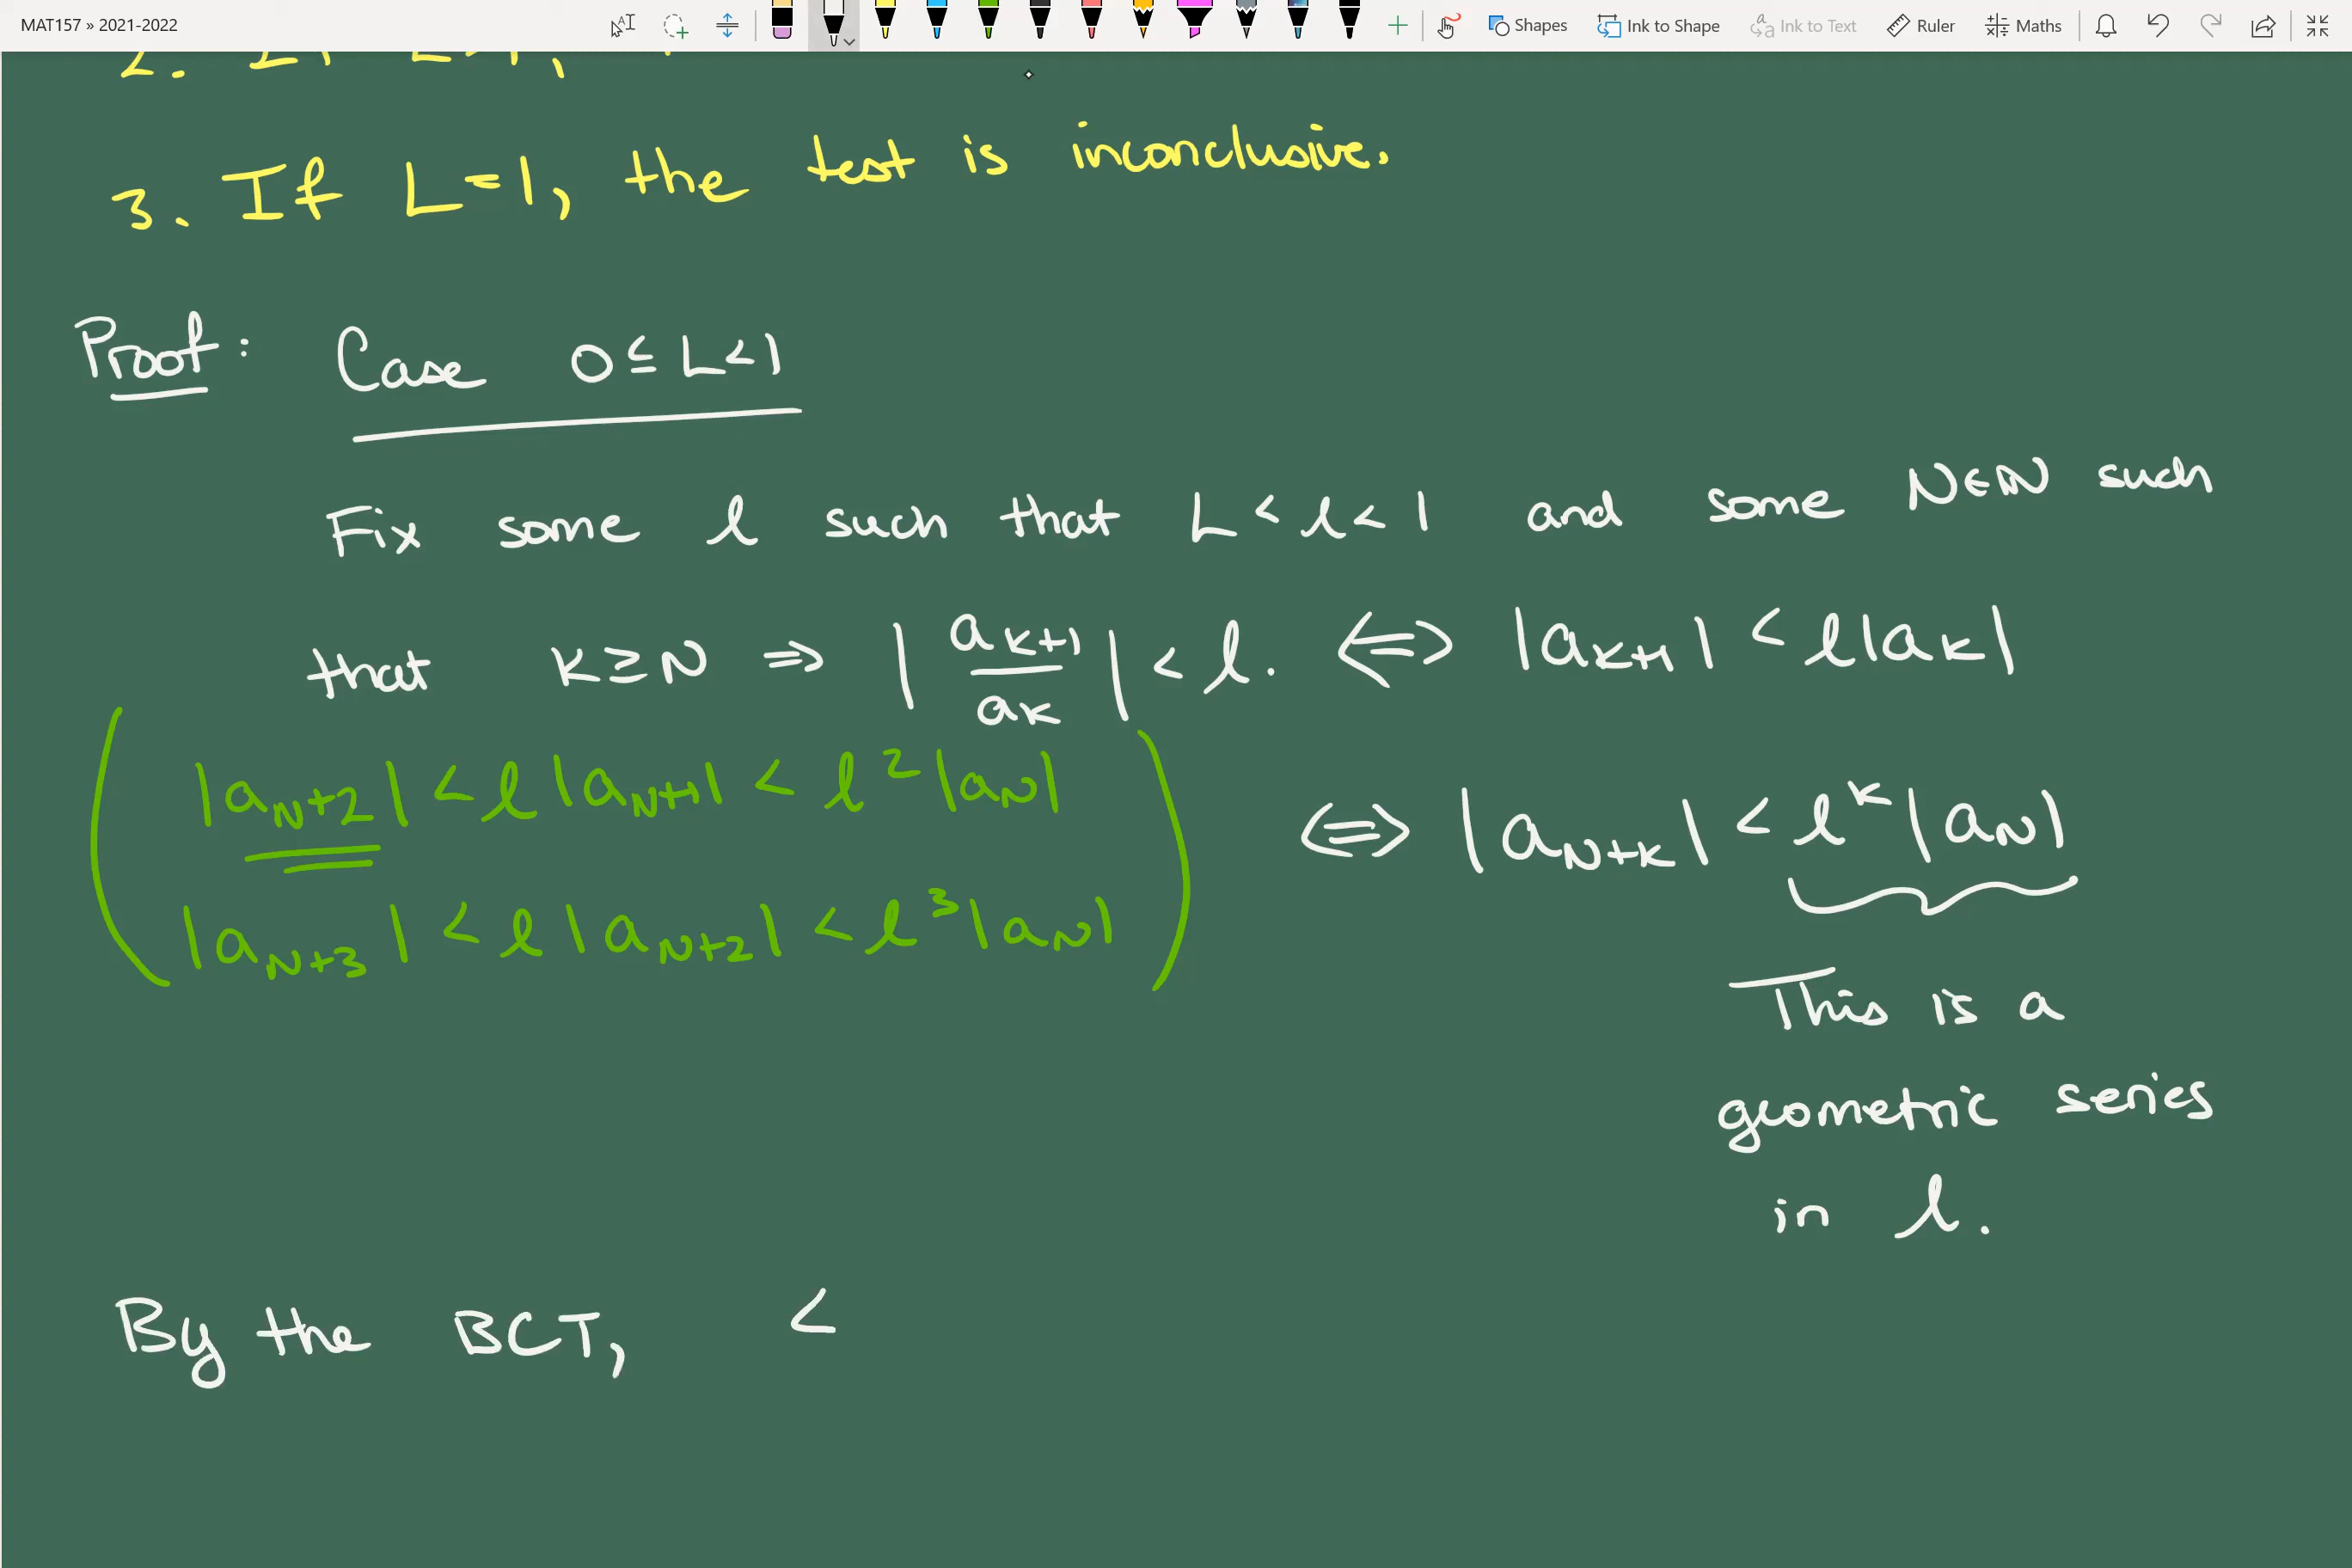 MAT157 » 2021-2022
Shapes Ink to Shape Ink to Text Ruler Maths
3. If L=1, the test is inconclusive.
Proof: Case 0≤L<1
Fix some l such that L<l<1 and some N∈ℕ such
that k≥N ⇒ |a_{k+1}/a_k| < l. ⟺ |a_{k+1}| < l|a_k|
(|a_{N+2}| < l|a_{N+1}| < l^2|a_N|
|a_{N+3}| < l|a_{N+2}| < l^3|a_N|)
⟺ |a_{N+k}| < l^k|a_N|
This is a
geometric series
in l.
By the BCT, <